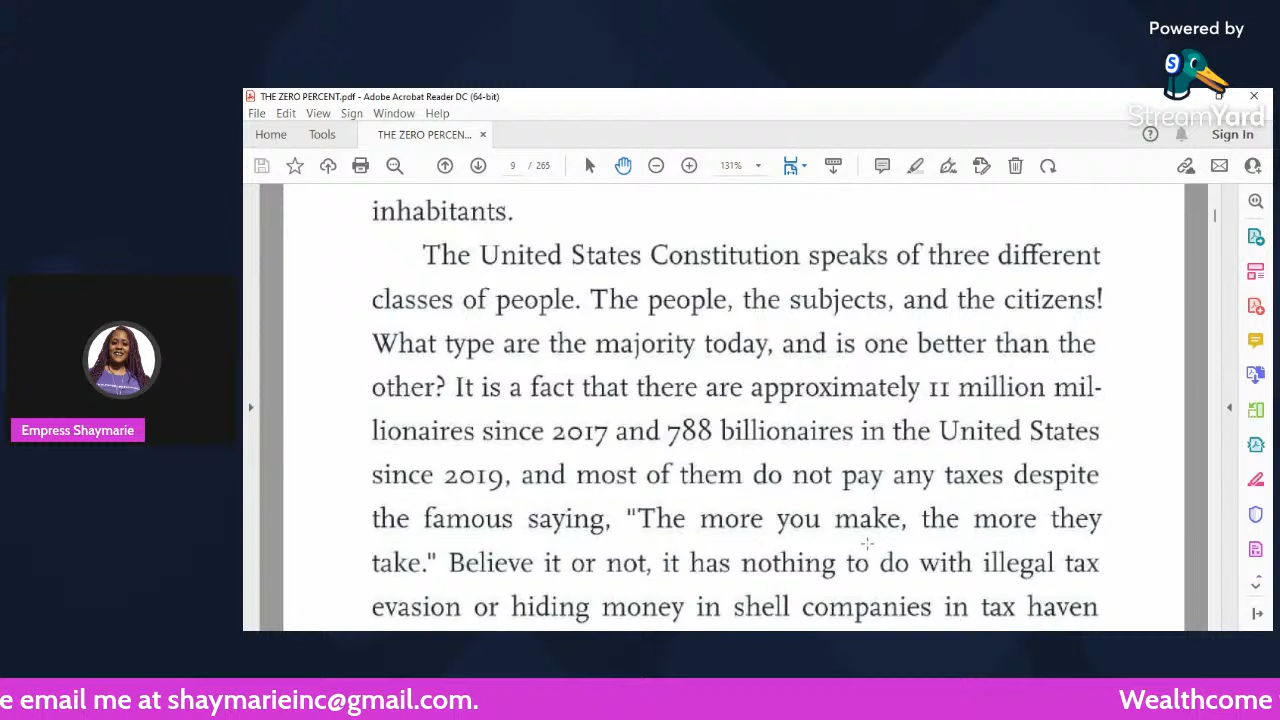 Powered by
S
StreamYard
THE ZERO PERCENT.pdf - Adobe Acrobat Reader DC (64-bit)
File Edit View Sign Window Help
Home Tools THE ZERO PERCEN... ×
Sign In
9 / 265 131%
inhabitants.
The United States Constitution speaks of three different
classes of people. The people, the subjects, and the citizens!
What type are the majority today, and is one better than the
other? It is a fact that there are approximately 11 million mil-
lionaires since 2017 and 788 billionaires in the United States
since 2019, and most of them do not pay any taxes despite
the famous saying, "The more you make, the more they
take." Believe it or not, it has nothing to do with illegal tax
evasion or hiding money in shell companies in tax haven
Empress Shaymarie
e email me at shaymarieinc@gmail.com. Wealthcome